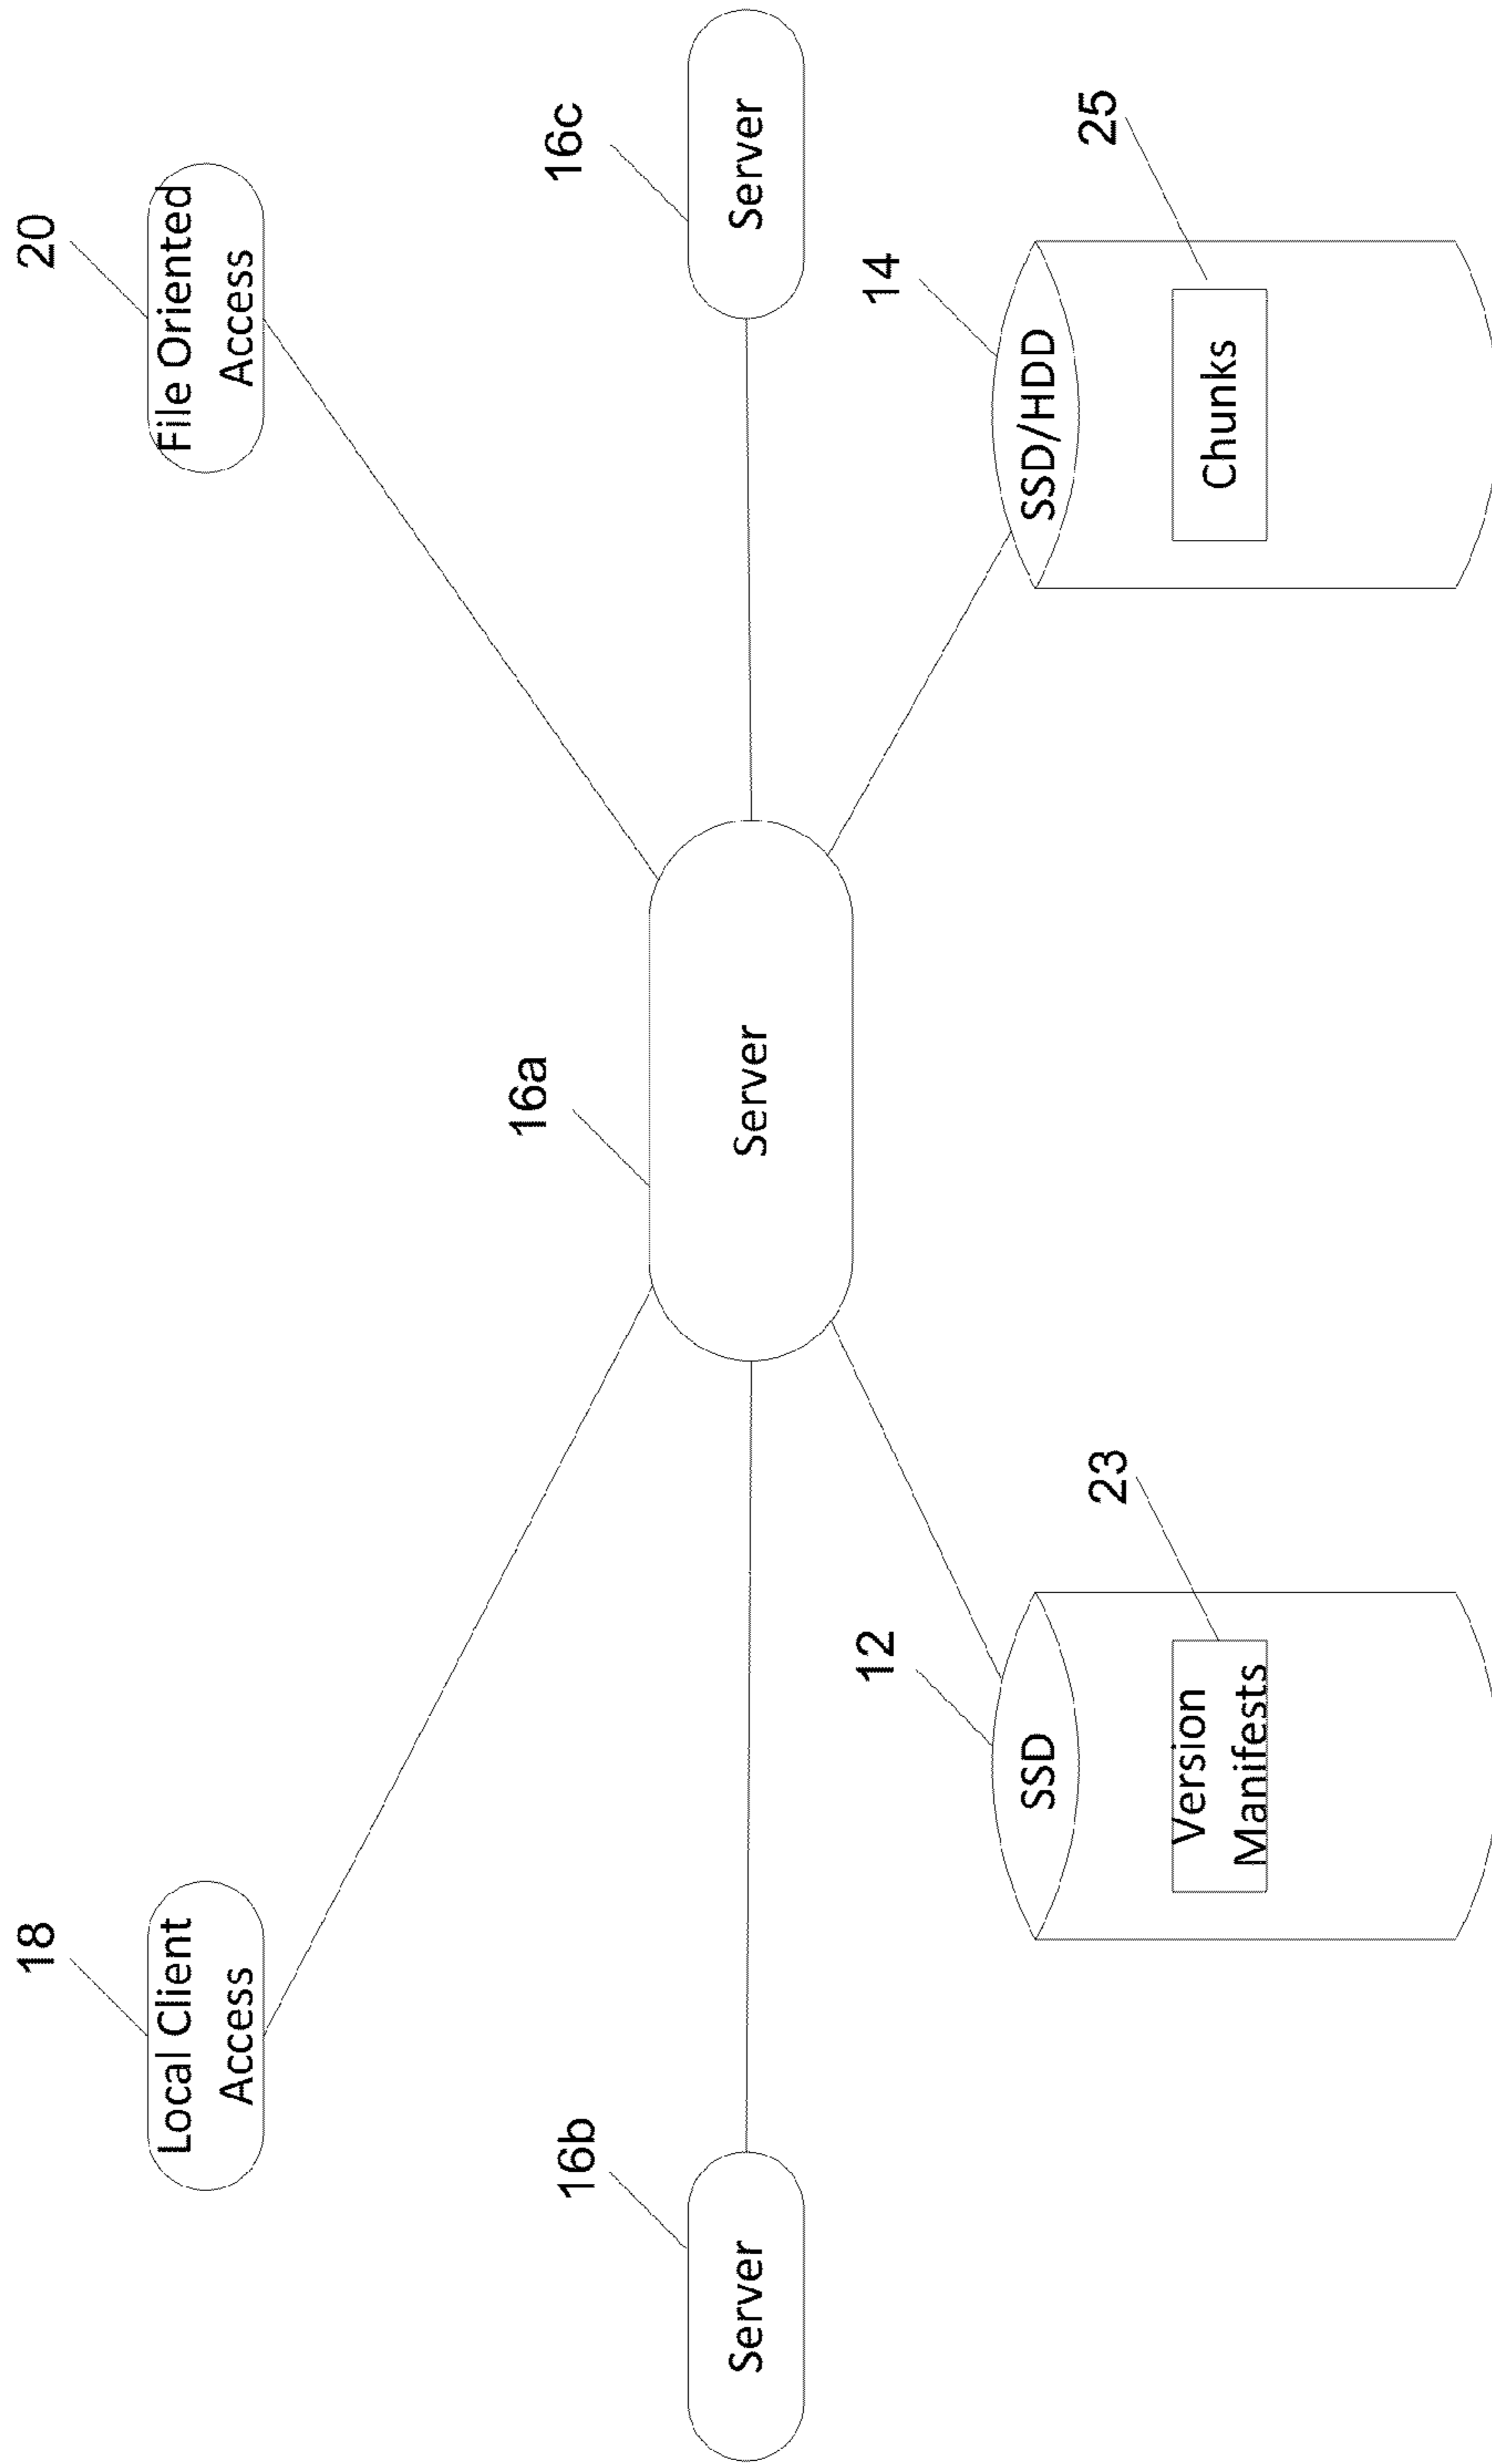 18
Local Client
Access
20
File Oriented
Access
16b
Server
16a
Server
16c
Server
12
SSD
23
Version
Manifests
14
SSD/HDD
25
Chunks